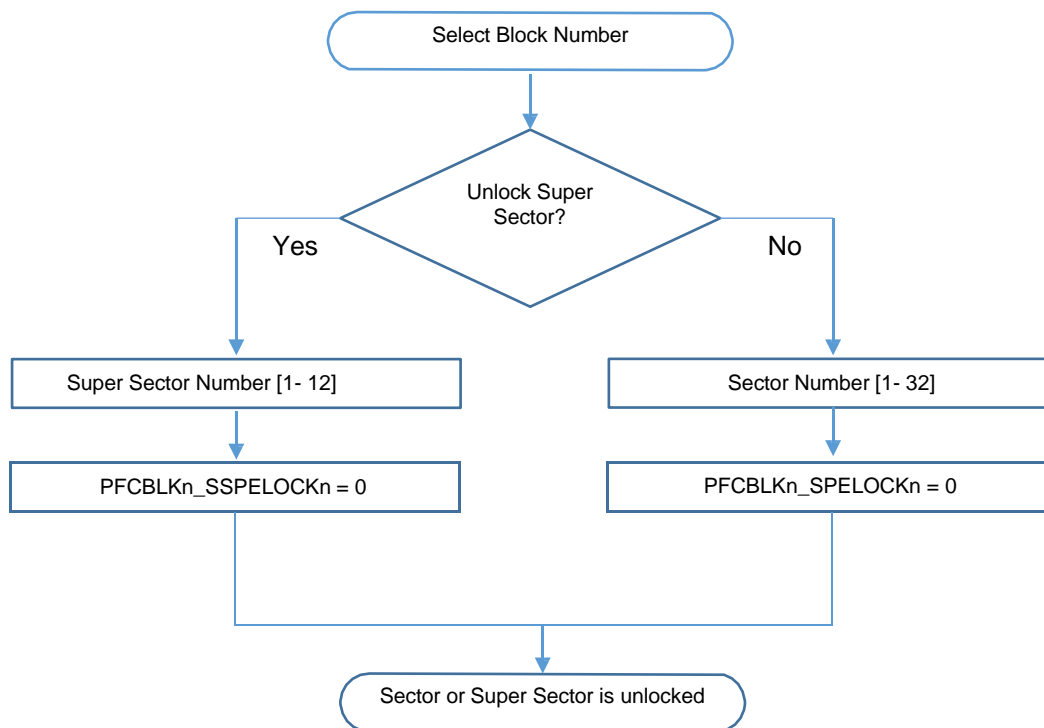 Select Block Number
Unlock Super
Sector?
Yes
No
Super Sector Number [1- 12]
Sector Number [1- 32]
PFCBLKn_SSPELOCKn = 0
PFCBLKn_SPELOCKn = 0
Sector or Super Sector is unlocked